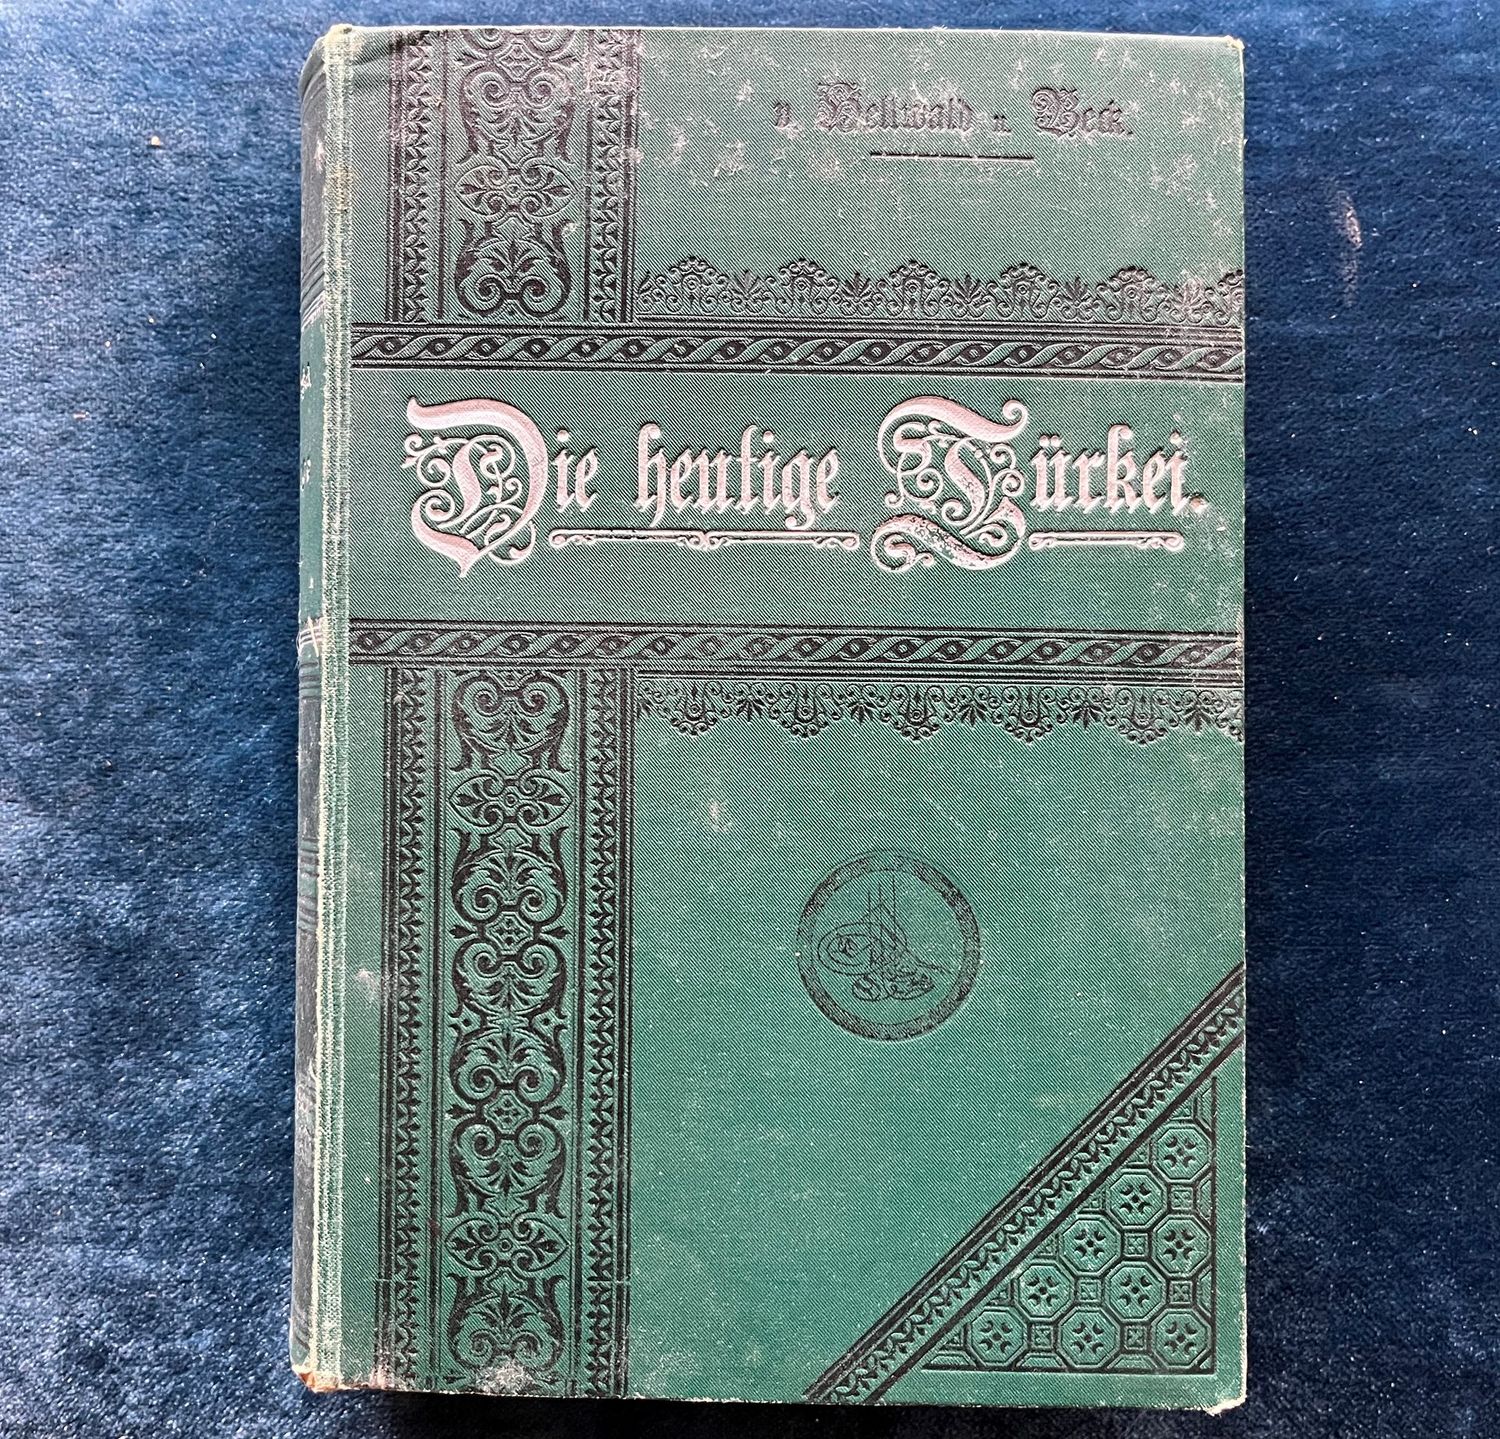 v. Hellwald u. Beck.
Die heutige Türkei.